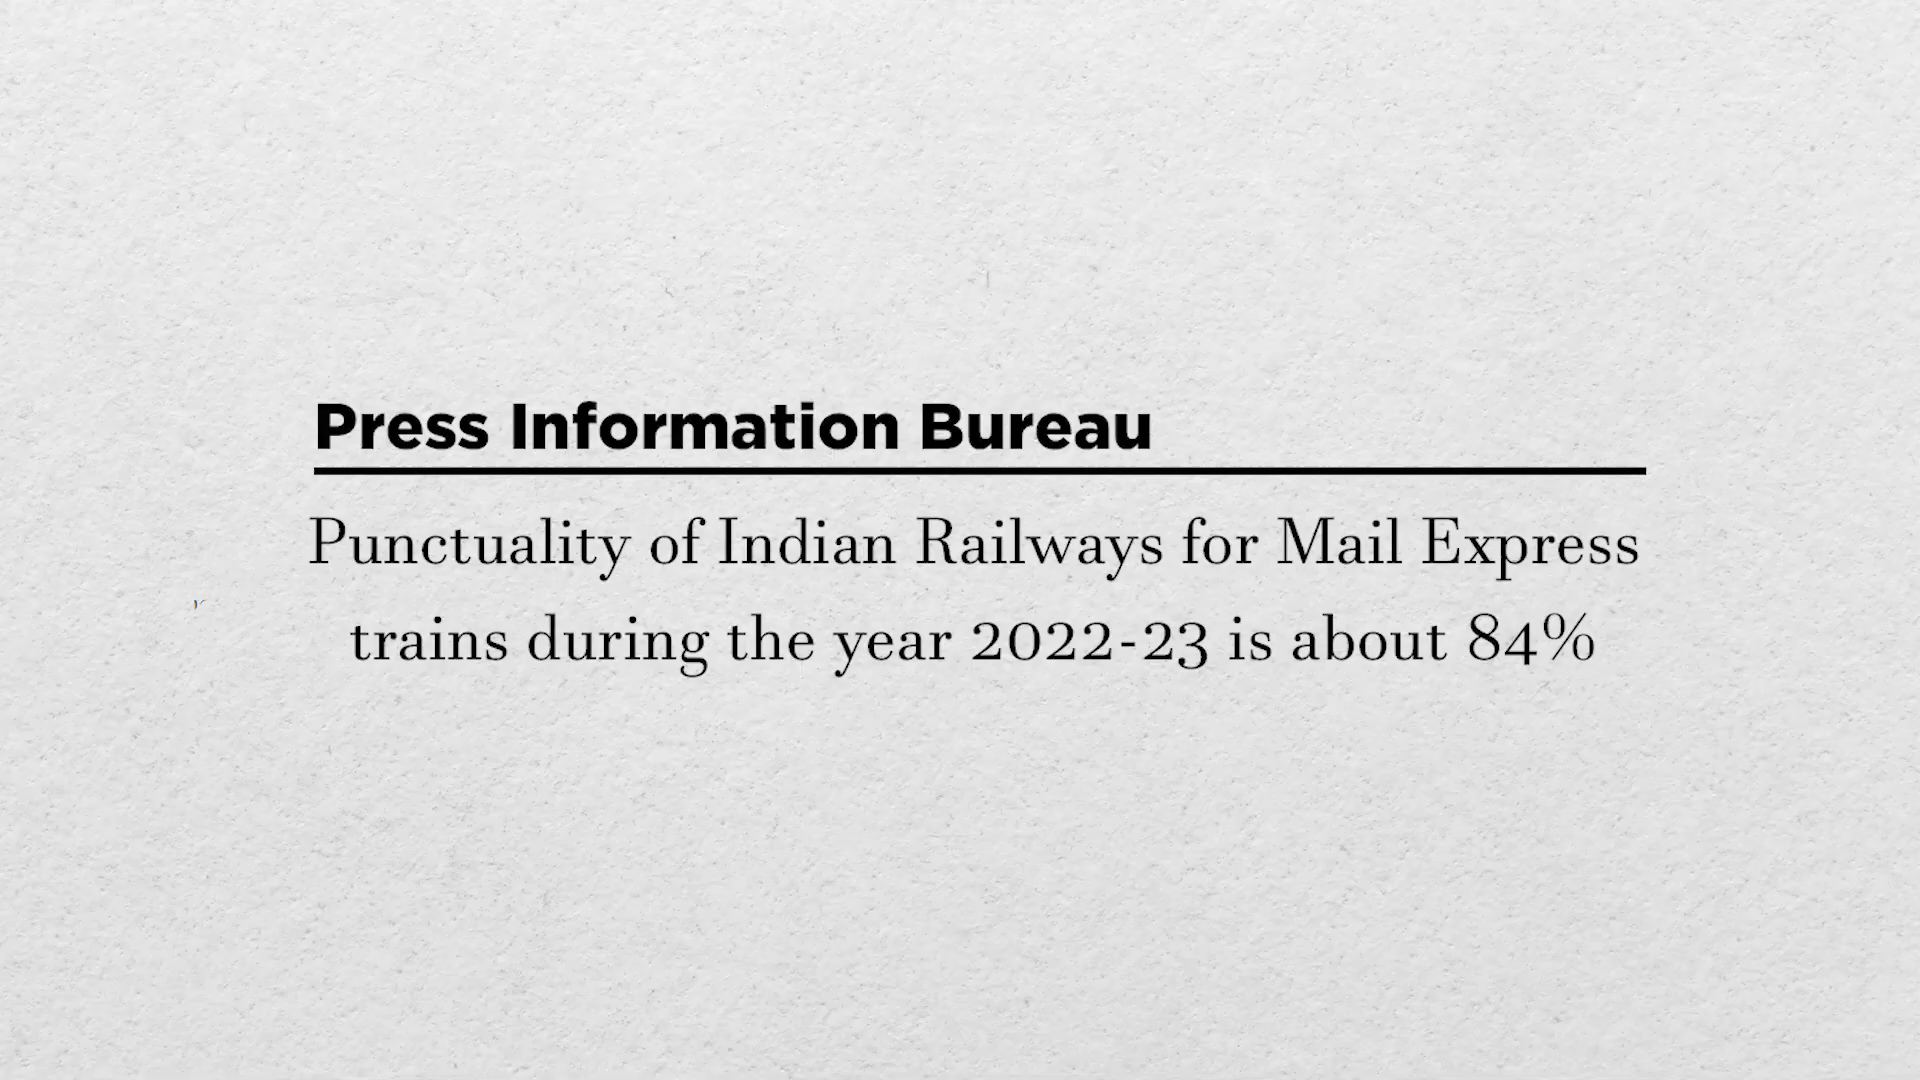 Press Information Bureau
Punctuality of Indian Railways for Mail Express
trains during the year 2022-23 is about 84%